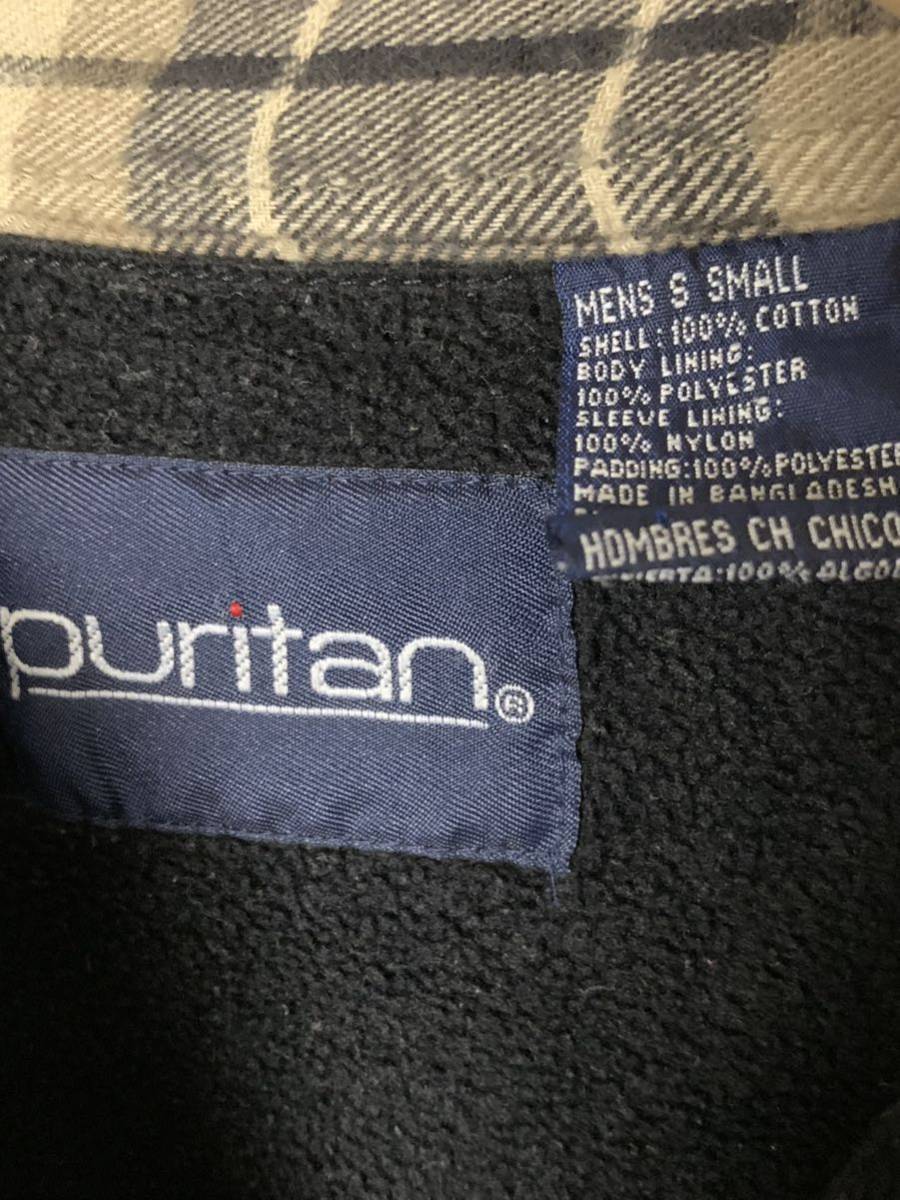 MENS S SMALL
SHELL: 100% COTTON
BODY LINING:
100% POLYESTER
SLEEVE LINING:
100% NYLON
PADDING: 100% POLYESTER
MADE IN BANGLADESH
HOMBRES CH CHICO
puritan®